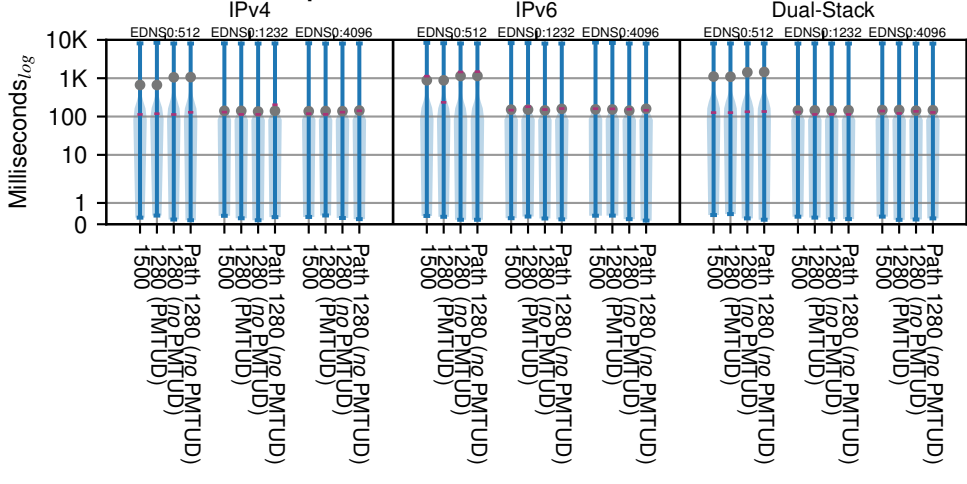 IPv4 IPv6 Dual-Stack
EDNS0:512 EDNS0:1232 EDNS0:4096 EDNS0:512 EDNS0:1232 EDNS0:4096 EDNS0:512 EDNS0:1232 EDNS0:4096
Milliseconds_log
10K
1K
100
10
1
0
1500
1280 (PMTUD)
1280 (no PMTUD)
Path 1280 (no PMTUD)
1500
1280 (PMTUD)
1280 (no PMTUD)
Path 1280 (no PMTUD)
1500
1280 (PMTUD)
1280 (no PMTUD)
Path 1280 (no PMTUD)
1500
1280 (PMTUD)
1280 (no PMTUD)
Path 1280 (no PMTUD)
1500
1280 (PMTUD)
1280 (no PMTUD)
Path 1280 (no PMTUD)
1500
1280 (PMTUD)
1280 (no PMTUD)
Path 1280 (no PMTUD)
1500
1280 (PMTUD)
1280 (no PMTUD)
Path 1280 (no PMTUD)
1500
1280 (PMTUD)
1280 (no PMTUD)
Path 1280 (no PMTUD)
1500
1280 (PMTUD)
1280 (no PMTUD)
Path 1280 (no PMTUD)